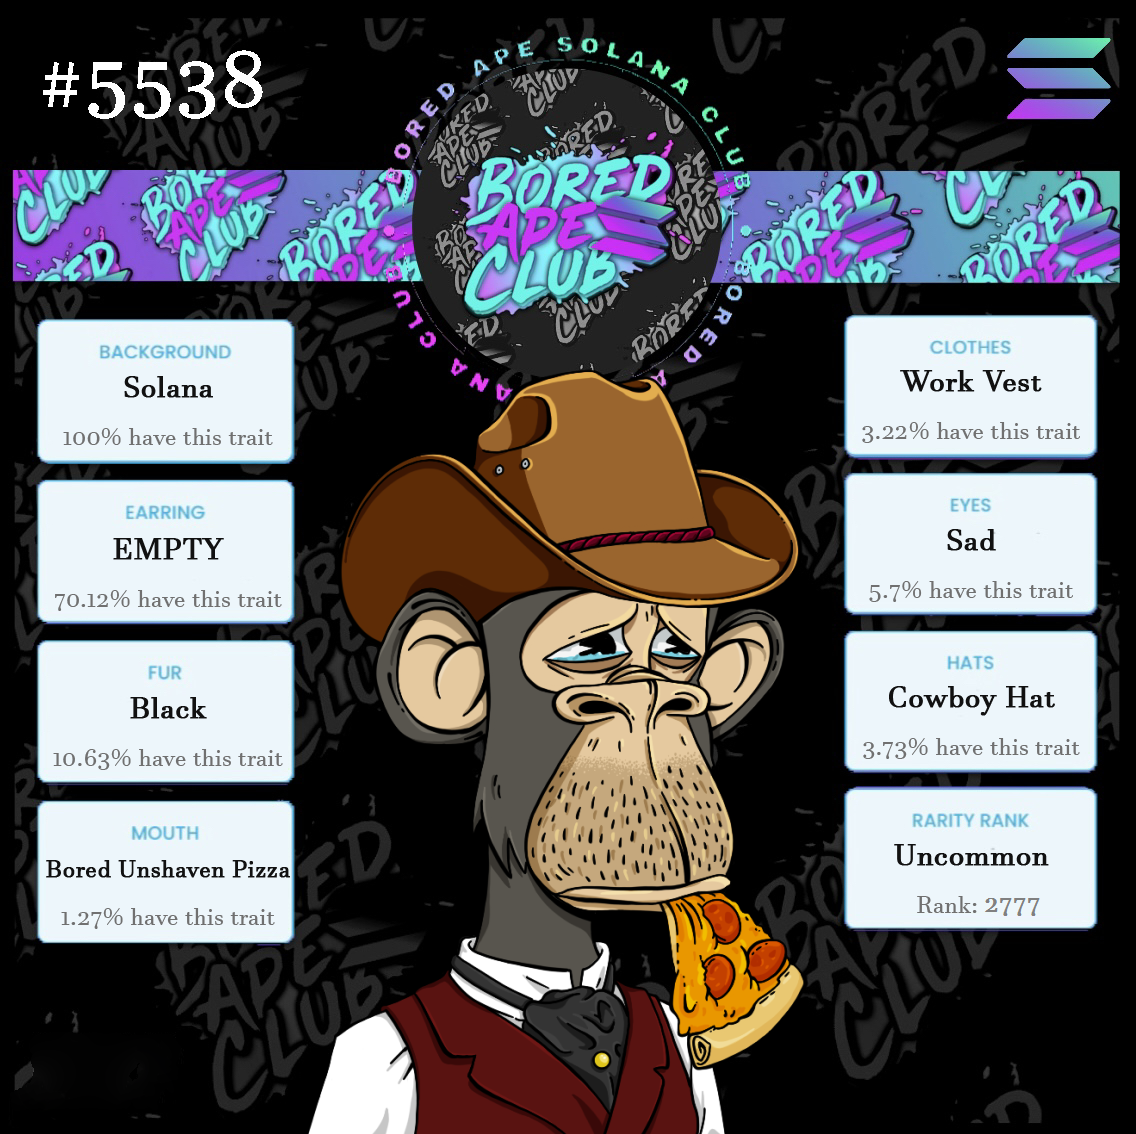 #5538
BORED APE SOLANA CLUB
BORED
APE
CLUB
BACKGROUND
Solana
100% have this trait
EARRING
EMPTY
70.12% have this trait
FUR
Black
10.63% have this trait
MOUTH
Bored Unshaven Pizza
1.27% have this trait
CLOTHES
Work Vest
3.22% have this trait
EYES
Sad
5.7% have this trait
HATS
Cowboy Hat
3.73% have this trait
RARITY RANK
Uncommon
Rank: 2777